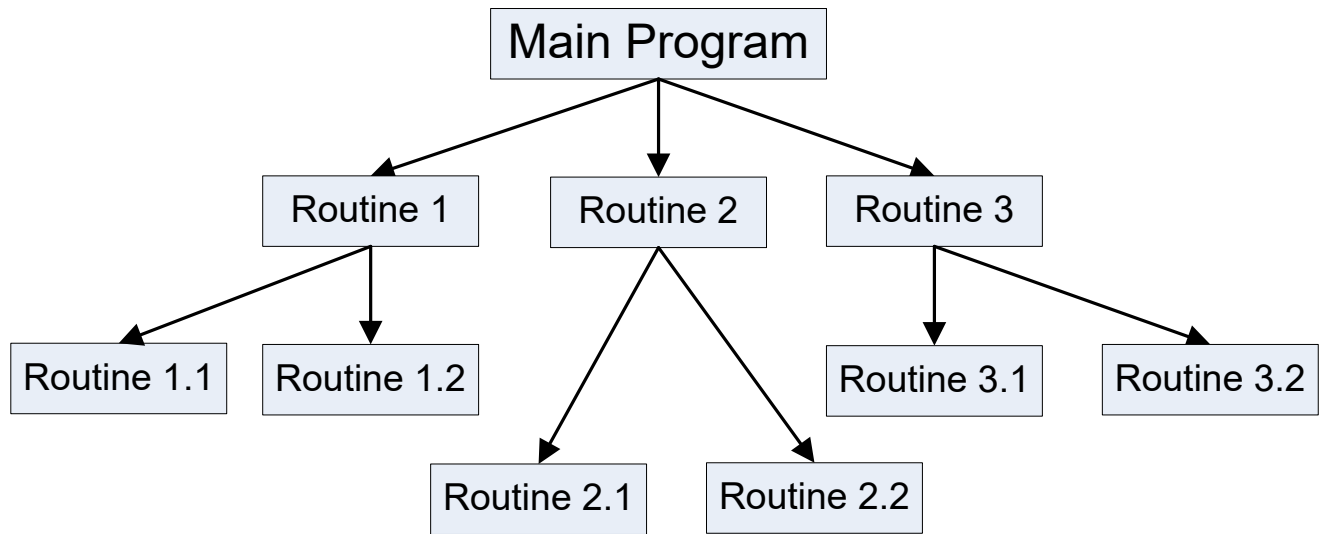 Main Program
Routine 1
Routine 2
Routine 3
Routine 1.1
Routine 1.2
Routine 3.1
Routine 3.2
Routine 2.1
Routine 2.2